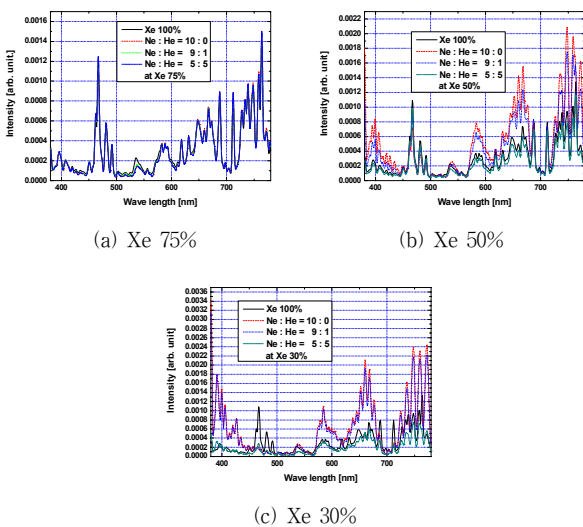 0.0016
0.0014
0.0012
0.0010
0.0008
0.0006
0.0004
0.0002
0.0000
Intensity [arb. unit]
Xe 100%
Ne : He = 10 : 0
Ne : He = 9 : 1
Ne : He = 5 : 5
at Xe 75%
400 500 600 700
Wave length [nm]
(a) Xe 75%
0.0022
0.0020
0.0018
0.0016
0.0014
0.0012
0.0010
0.0008
0.0006
0.0004
0.0002
0.0000
Intensity [arb. unit]
Xe 100%
Ne : He = 10 : 0
Ne : He = 9 : 1
Ne : He = 5 : 5
at Xe 50%
400 500 600 700
Wave length [nm]
(b) Xe 50%
0.0036
0.0034
0.0032
0.0030
0.0028
0.0026
0.0024
0.0022
0.0020
0.0018
0.0016
0.0014
0.0012
0.0010
0.0008
0.0006
0.0004
0.0002
0.0000
Intensity [arb. unit]
Xe 100%
Ne : He = 10 : 0
Ne : He = 9 : 1
Ne : He = 5 : 5
at Xe 30%
400 500 600 700
Wave length [nm]
(c) Xe 30%